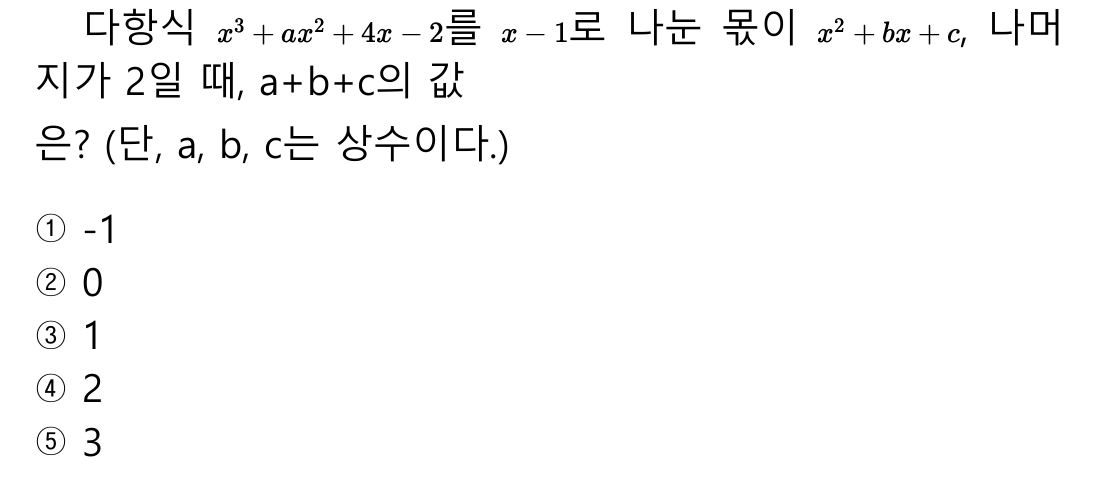 다항식 x³ + ax² + 4x − 2를 x − 1로 나눈 몫이 x² + bx + c, 나머
지가 2일 때, a+b+c의 값
은? (단, a, b, c는 상수이다.)
① -1
② 0
③ 1
④ 2
⑤ 3